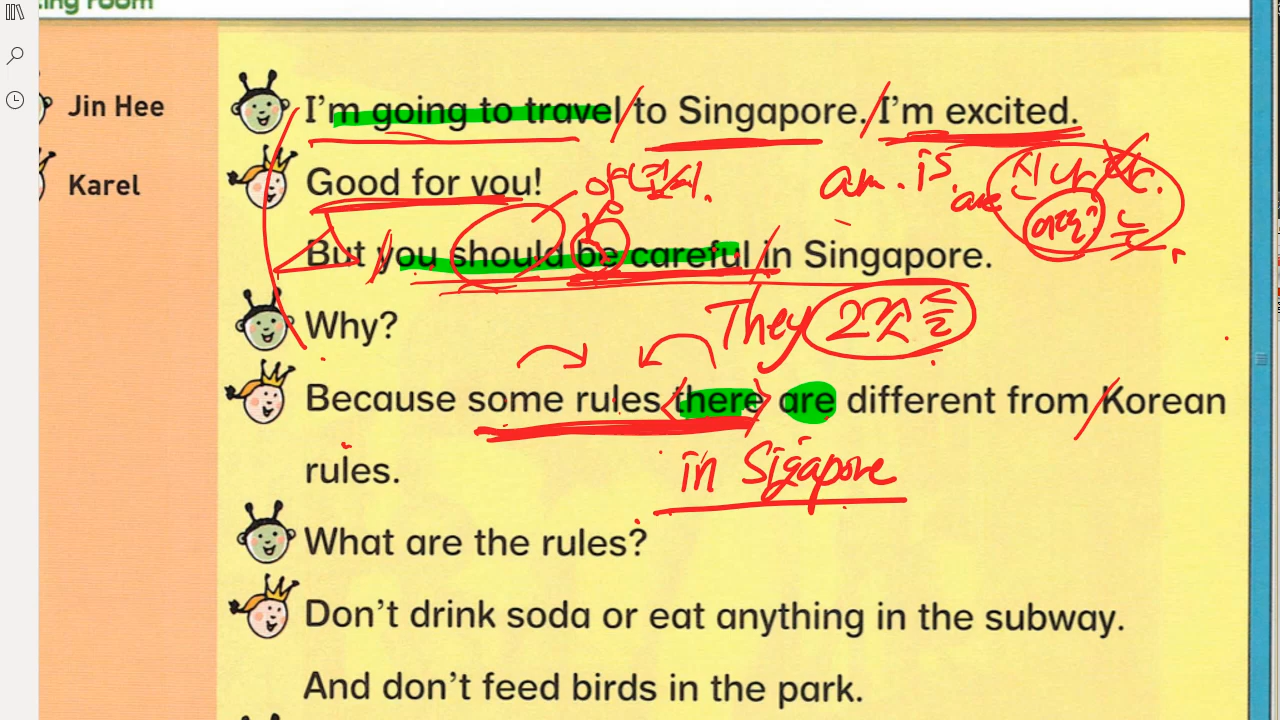 Jin Hee
I'm going to travel to Singapore. I'm excited.
Karel
Good for you!
am. is. are
But you should be careful in Singapore.
Why?
They
Because some rules there are different from Korean
rules.
in Sigapore
What are the rules?
Don't drink soda or eat anything in the subway.
And don't feed birds in the park.